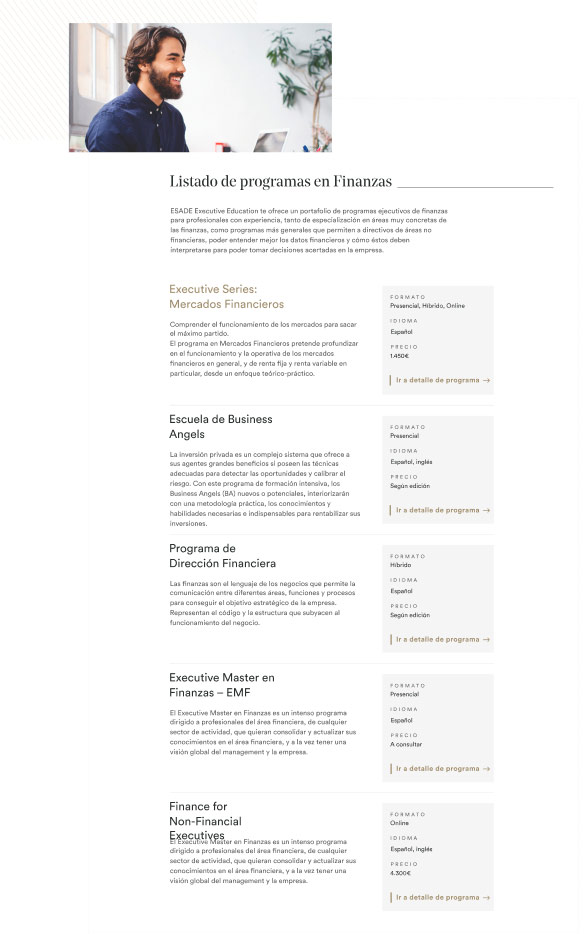 Listado de programas en Finanzas
ESADE Executive Education te ofrece un portafolio de programas ejecutivos de finanzas
para profesionales con experiencia, tanto de especialización en áreas muy concretas de
las finanzas, como programas más generales que permiten a directivos de áreas no
financieras, poder entender mejor los datos financieros y cómo éstos deben
interpretarse para poder tomar decisiones acertadas en la empresa.
Executive Series:
Mercados Financieros
Comprender el funcionamiento de los mercados para sacar
el máximo partido.
El programa en Mercados Financieros pretende profundizar
en el funcionamiento y la operativa de los mercados
financieros en general, y de renta fija y renta variable en
particular, desde un enfoque teórico-práctico.
FORMATO
Presencial, Híbrido, Online
IDIOMA
Español
PRECIO
1.450€
Ir a detalle de programa →
Escuela de Business
Angels
La inversión privada es un complejo sistema que ofrece a
sus agentes grandes beneficios si poseen las técnicas
adecuadas para detectar las oportunidades y calibrar el
riesgo. Con este programa de formación intensiva, los
Business Angels (BA) nuevos o potenciales, interiorizarán
con una metodología práctica, los conocimientos y
habilidades necesarias e indispensables para rentabilizar sus
inversiones.
FORMATO
Presencial
IDIOMA
Español, inglés
PRECIO
Según edición
Ir a detalle de programa →
Programa de
Dirección Financiera
Las finanzas son el lenguaje de los negocios que permite la
comunicación entre diferentes áreas, funciones y procesos
para conseguir el objetivo estratégico de la empresa.
Representan el código y la estructura que subyacen al
funcionamiento del negocio.
FORMATO
Híbrido
IDIOMA
Español
PRECIO
Según edición
Ir a detalle de programa →
Executive Master en
Finanzas – EMF
El Executive Master en Finanzas es un intenso programa
dirigido a profesionales del área financiera, de cualquier
sector de actividad, que quieran consolidar y actualizar sus
conocimientos en el área financiera, y a la vez tener una
visión global del management y la empresa.
FORMATO
Presencial
IDIOMA
Español
PRECIO
A consultar
Ir a detalle de programa →
Finance for
Non-Financial
Executives
El Executive Master en Finanzas es un intenso programa
dirigido a profesionales del área financiera, de cualquier
sector de actividad, que quieran consolidar y actualizar sus
conocimientos en el área financiera, y a la vez tener una
visión global del management y la empresa.
FORMATO
Online
IDIOMA
Español, inglés
PRECIO
4.300€
Ir a detalle de programa →